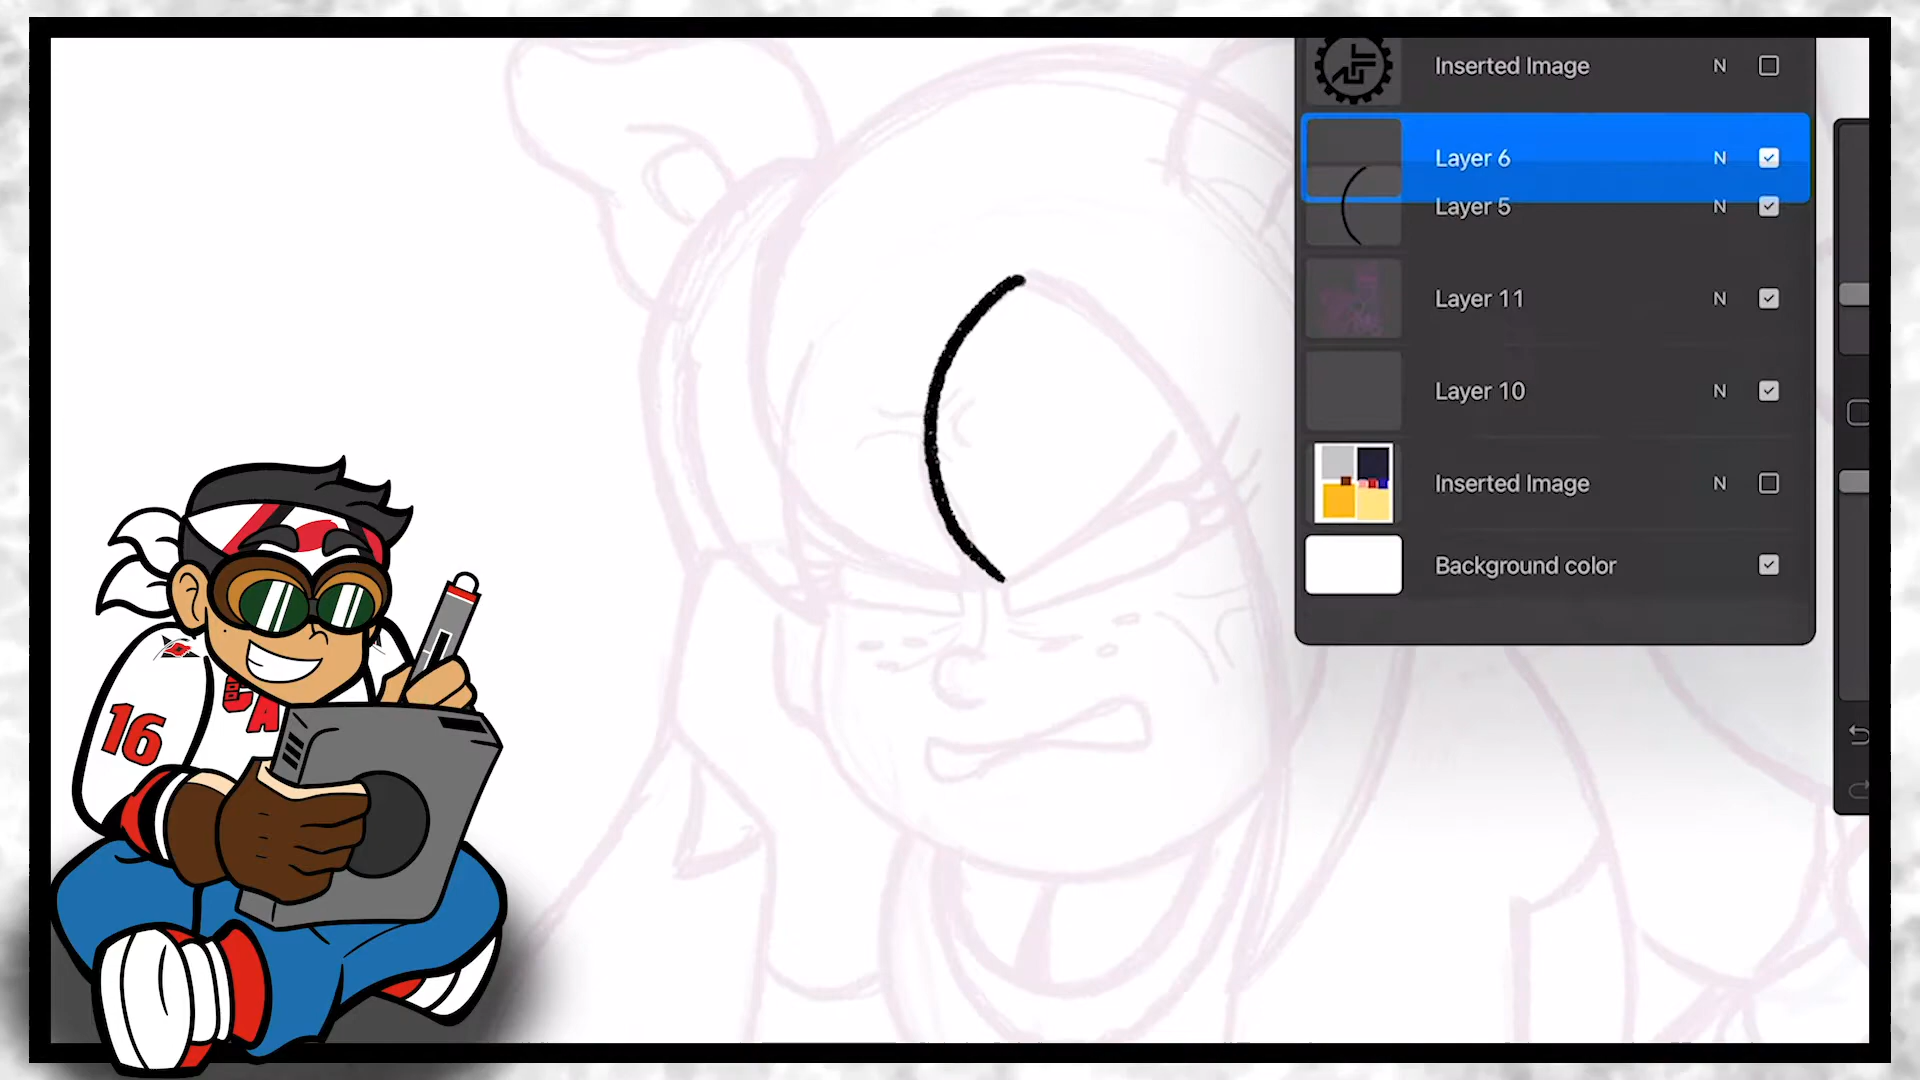 Inserted Image N
Layer 6 N
Layer 5 N
Layer 11 N
Layer 10 N
Inserted Image N
Background color
16